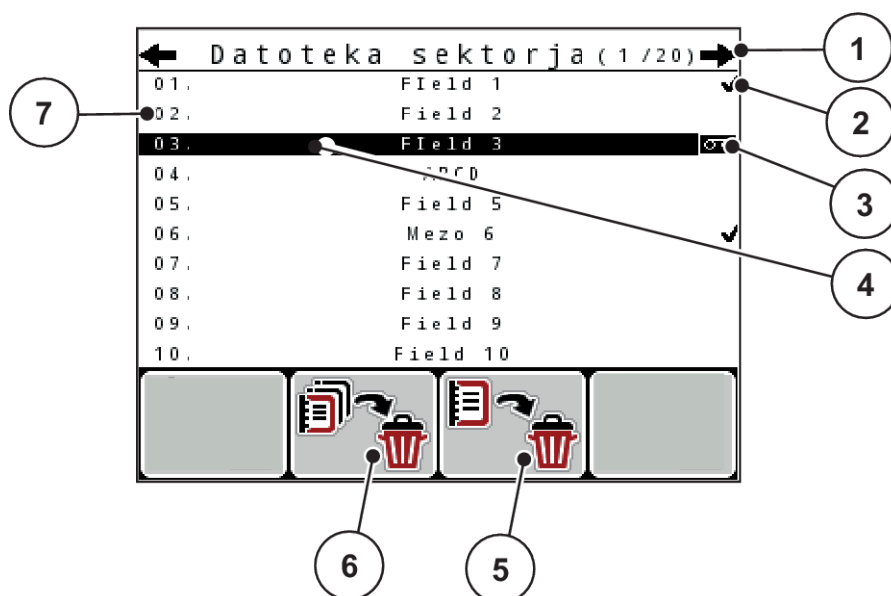 Datoteka sektorja (1/20)
01. FIeld 1
02. Field 2
03. FIeld 3
04. ABCD
05. Field 5
06. Mezo 6
07. Field 7
08. Field 8
09. Field 9
10. Field 10
1
2
3
4
5
6
7